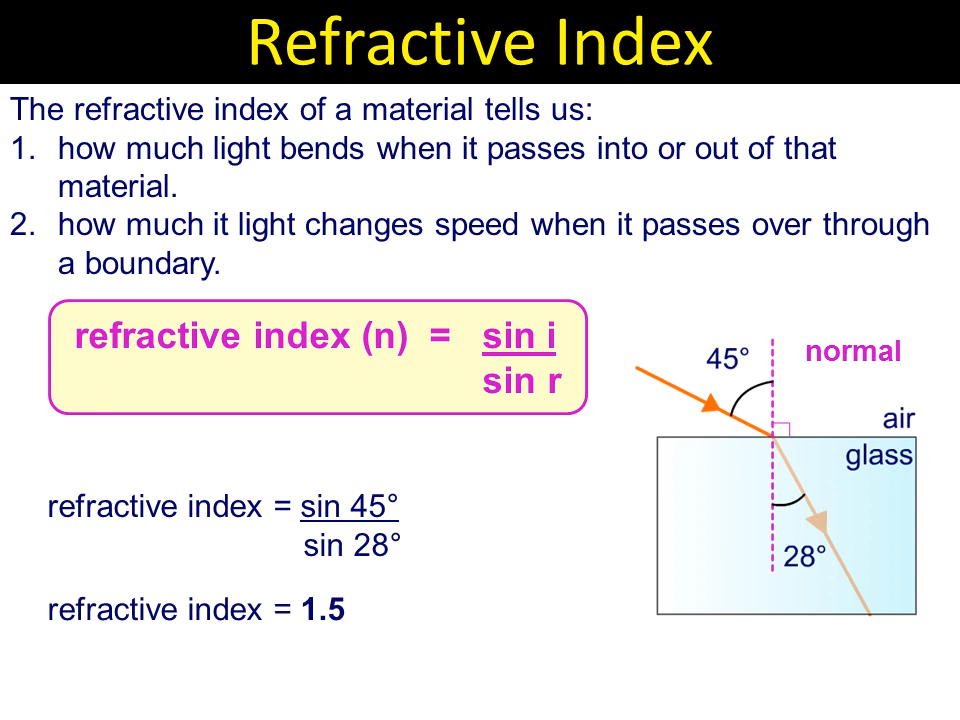 Refractive Index
The refractive index of a material tells us:
1. how much light bends when it passes into or out of that
material.
2. how much it light changes speed when it passes over through
a boundary.
refractive index (n) = sin i
sin r
normal
45°
air
glass
28°
refractive index = sin 45°
sin 28°
refractive index = 1.5